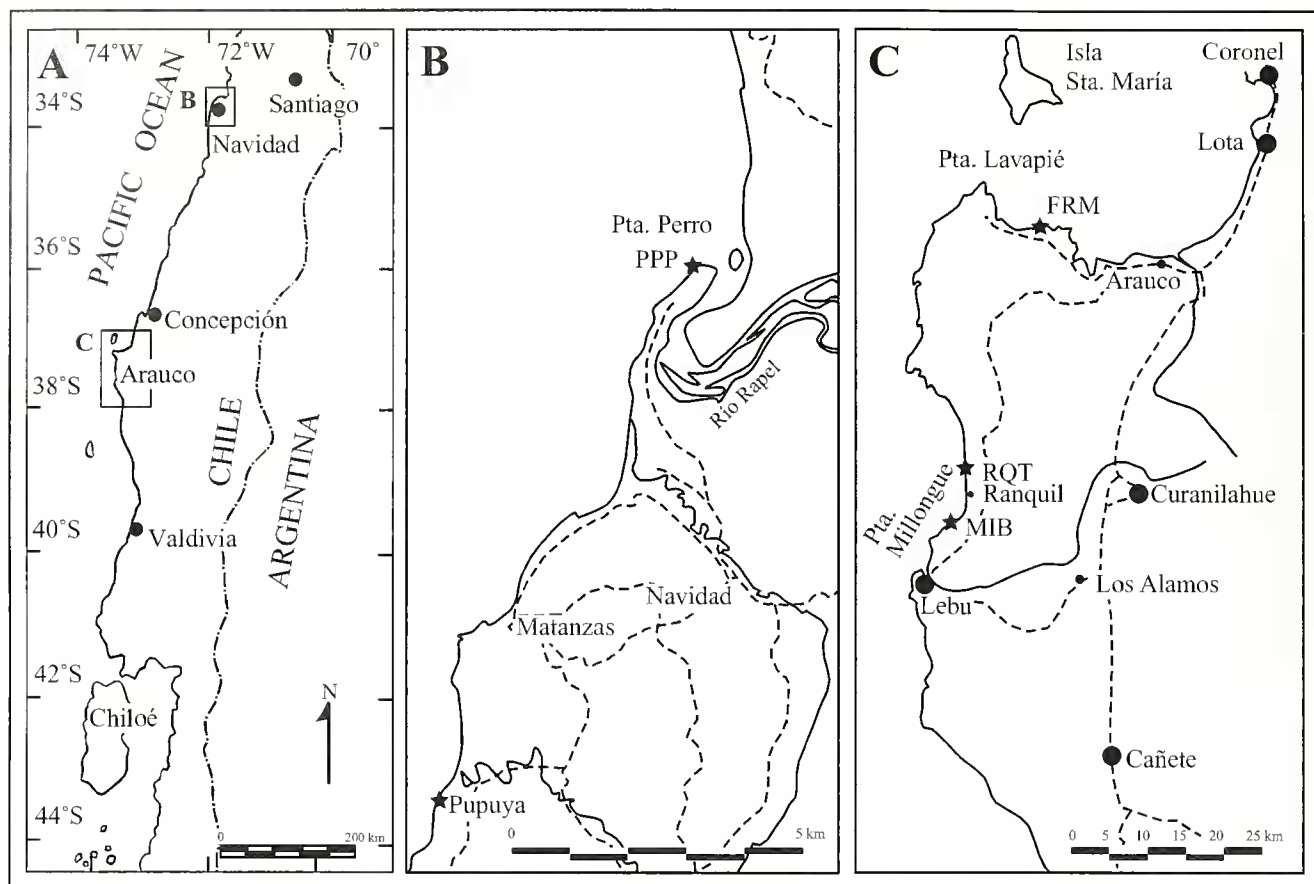 A
74°W
72°W
70°
34°S
B
Santiago
Navidad
PACIFIC OCEAN
36°S
Concepción
C
Arauco
38°S
CHILE
ARGENTINA
40°S
Valdivia
42°S
N
Chiloé
44°S
0
200 km
B
Pta. Perro
PPP
Río Rapel
Navidad
Matanzas
Pupuya
0
5 km
C
Isla
Sta. María
Coronel
Lota
Pta. Lavapié
FRM
Arauco
Pta.
Millongue
RQT
Ranquil
MIB
Curanilahue
Lebu
Los Alamos
Cañete
0 5 10 15 20 25 km